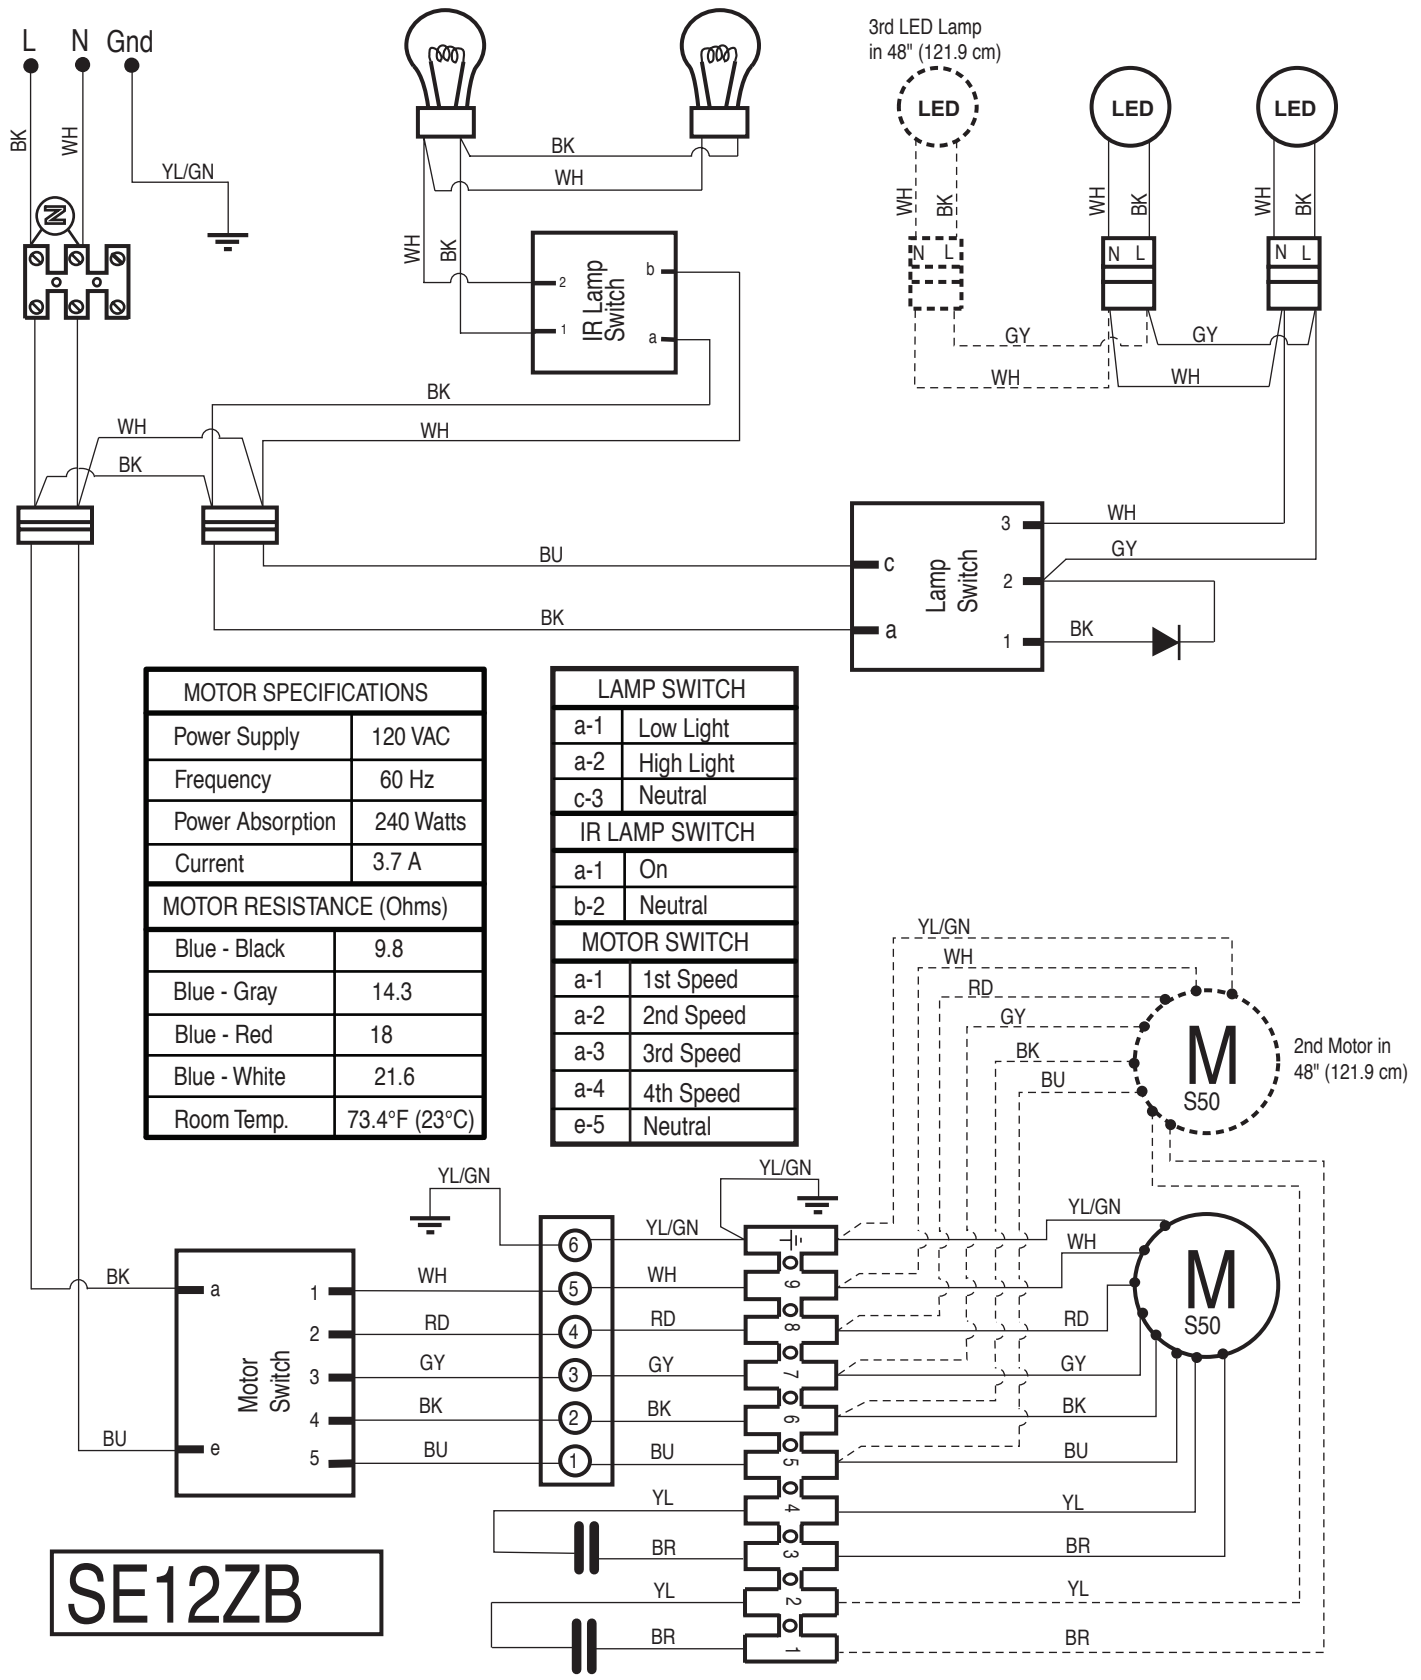 L N Gnd
BK
WH
YL/GN
N
BK
WH
WH
BK
IR Lamp
Switch
2
1
b
a
BK
WH
3rd LED Lamp
in 48" (121.9 cm)
LED
LED
LED
WH
BK
WH
BK
WH
BK
N L
N L
N L
GY
WH
GY
WH
WH
BK
BU
BK
Lamp
Switch
c
a
3
2
1
WH
GY
BK
MOTOR SPECIFICATIONS
Power Supply 120 VAC
Frequency 60 Hz
Power Absorption 240 Watts
Current 3.7 A
MOTOR RESISTANCE (Ohms)
Blue - Black 9.8
Blue - Gray 14.3
Blue - Red 18
Blue - White 21.6
Room Temp. 73.4°F (23°C)
LAMP SWITCH
a-1 Low Light
a-2 High Light
c-3 Neutral
IR LAMP SWITCH
a-1 On
b-2 Neutral
MOTOR SWITCH
a-1 1st Speed
a-2 2nd Speed
a-3 3rd Speed
a-4 4th Speed
e-5 Neutral
YL/GN
WH
RD
GY
BK
BU
M
S50
2nd Motor in
48" (121.9 cm)
BK
BU
Motor
Switch
a
e
1
2
3
4
5
YL/GN
WH
RD
GY
BK
BU
6
5
4
3
2
1
YL/GN
YL/GN
WH
RD
GY
BK
BU
YL
BR
YL
BR
9
8
7
6
5
4
3
2
1
YL/GN
WH
RD
GY
BK
BU
YL
BR
YL
BR
M
S50
SE12ZB